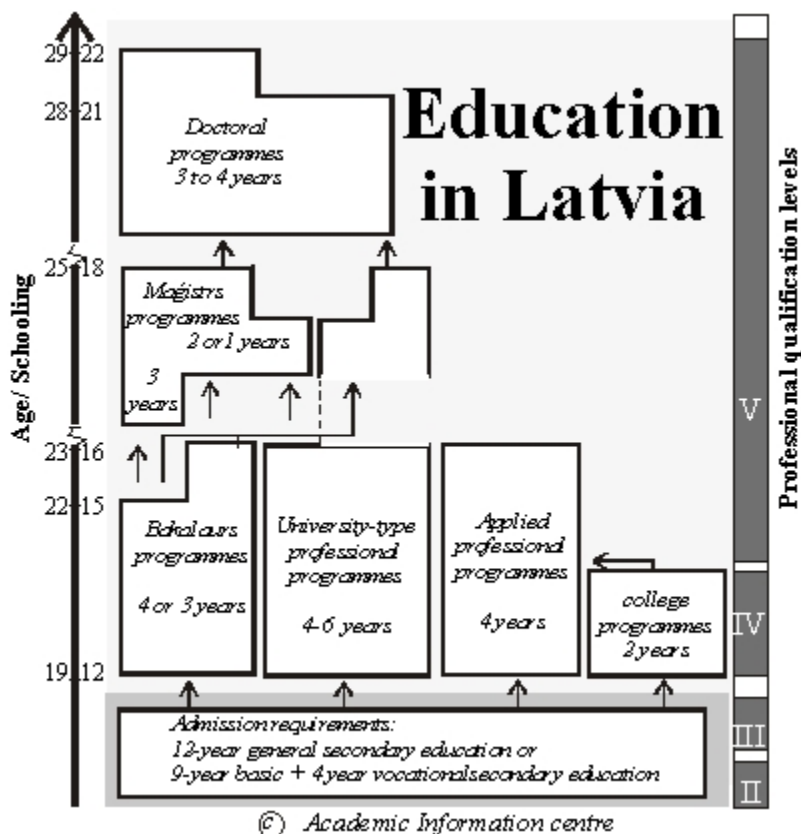 Education
in Latvia
Age/ Schooling
Professional qualification levels
29 22
28 21
25 18
23 16
22 15
19 12
Doctoral
programmes
3 to 4 years
Maģistrs
programmes
2 or 1 years
3
years
Bakalaurs
programmes
4 or 3 years
University-type
professional
programmes
4-6 years
Applied
professional
programmes
4 years
college
programmes
2 years
V
IV
III
II
Admission requirements:
12-year general secondary education or
9-year basic + 4 year vocational secondary education
© Academic Information centre